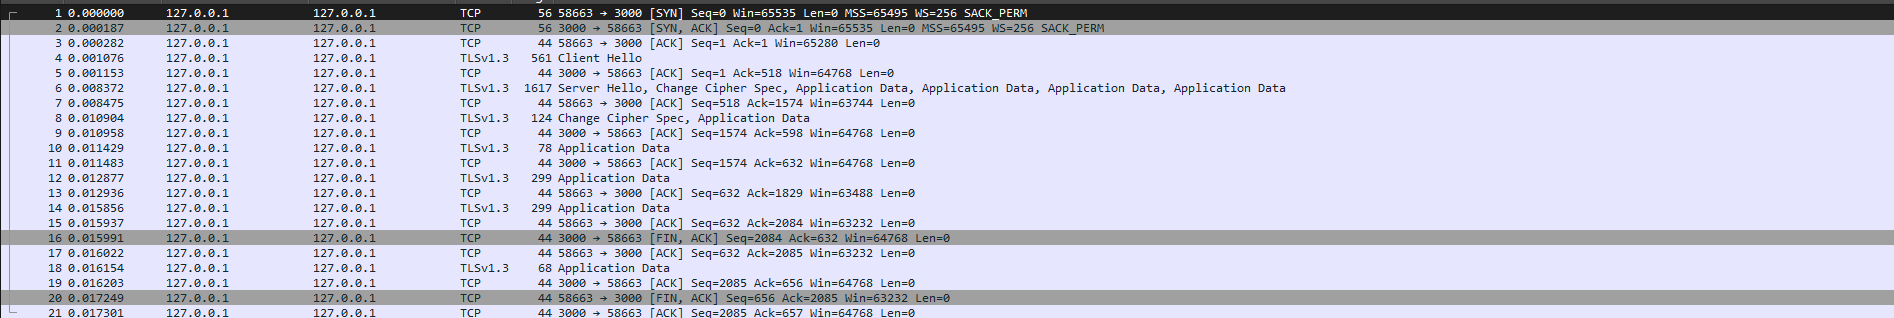 1 0.000000 127.0.0.1 127.0.0.1 TCP 56 58663 → 3000 [SYN] Seq=0 Win=65535 Len=0 MSS=65495 WS=256 SACK_PERM
2 0.000187 127.0.0.1 127.0.0.1 TCP 56 3000 → 58663 [SYN, ACK] Seq=0 Ack=1 Win=65535 Len=0 MSS=65495 WS=256 SACK_PERM
3 0.000282 127.0.0.1 127.0.0.1 TCP 44 58663 → 3000 [ACK] Seq=1 Ack=1 Win=65280 Len=0
4 0.001076 127.0.0.1 127.0.0.1 TLSv1.3 561 Client Hello
5 0.001153 127.0.0.1 127.0.0.1 TCP 44 3000 → 58663 [ACK] Seq=1 Ack=518 Win=64768 Len=0
6 0.008372 127.0.0.1 127.0.0.1 TLSv1.3 1617 Server Hello, Change Cipher Spec, Application Data, Application Data, Application Data, Application Data
7 0.008475 127.0.0.1 127.0.0.1 TCP 44 58663 → 3000 [ACK] Seq=518 Ack=1574 Win=63744 Len=0
8 0.010904 127.0.0.1 127.0.0.1 TLSv1.3 124 Change Cipher Spec, Application Data
9 0.010958 127.0.0.1 127.0.0.1 TCP 44 3000 → 58663 [ACK] Seq=1574 Ack=598 Win=64768 Len=0
10 0.011429 127.0.0.1 127.0.0.1 TLSv1.3 78 Application Data
11 0.011483 127.0.0.1 127.0.0.1 TCP 44 3000 → 58663 [ACK] Seq=1574 Ack=632 Win=64768 Len=0
12 0.012877 127.0.0.1 127.0.0.1 TLSv1.3 299 Application Data
13 0.012936 127.0.0.1 127.0.0.1 TCP 44 58663 → 3000 [ACK] Seq=632 Ack=1829 Win=63488 Len=0
14 0.015856 127.0.0.1 127.0.0.1 TLSv1.3 299 Application Data
15 0.015937 127.0.0.1 127.0.0.1 TCP 44 58663 → 3000 [ACK] Seq=632 Ack=2084 Win=63232 Len=0
16 0.015991 127.0.0.1 127.0.0.1 TCP 44 3000 → 58663 [FIN, ACK] Seq=2084 Ack=632 Win=64768 Len=0
17 0.016022 127.0.0.1 127.0.0.1 TCP 44 58663 → 3000 [ACK] Seq=632 Ack=2085 Win=63232 Len=0
18 0.016154 127.0.0.1 127.0.0.1 TLSv1.3 68 Application Data
19 0.016203 127.0.0.1 127.0.0.1 TCP 44 3000 → 58663 [ACK] Seq=2085 Ack=656 Win=64768 Len=0
20 0.017249 127.0.0.1 127.0.0.1 TCP 44 58663 → 3000 [FIN, ACK] Seq=656 Ack=2085 Win=63232 Len=0
21 0.017301 127.0.0.1 127.0.0.1 TCP 44 3000 → 58663 [ACK] Seq=2085 Ack=657 Win=64768 Len=0